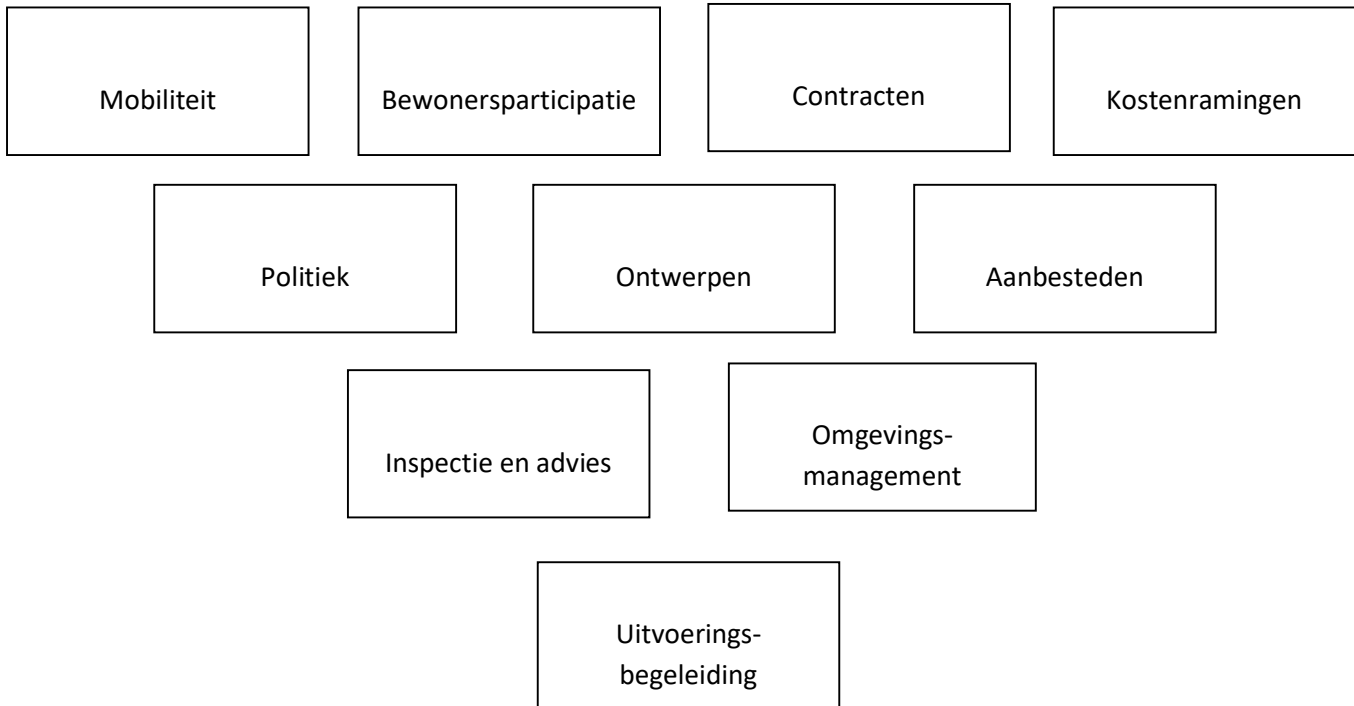 Mobiliteit
Bewonersparticipatie
Contracten
Kostenramingen
Politiek
Ontwerpen
Aanbesteden
Inspectie en advies
Omgevings-
management
Uitvoerings-
begeleiding